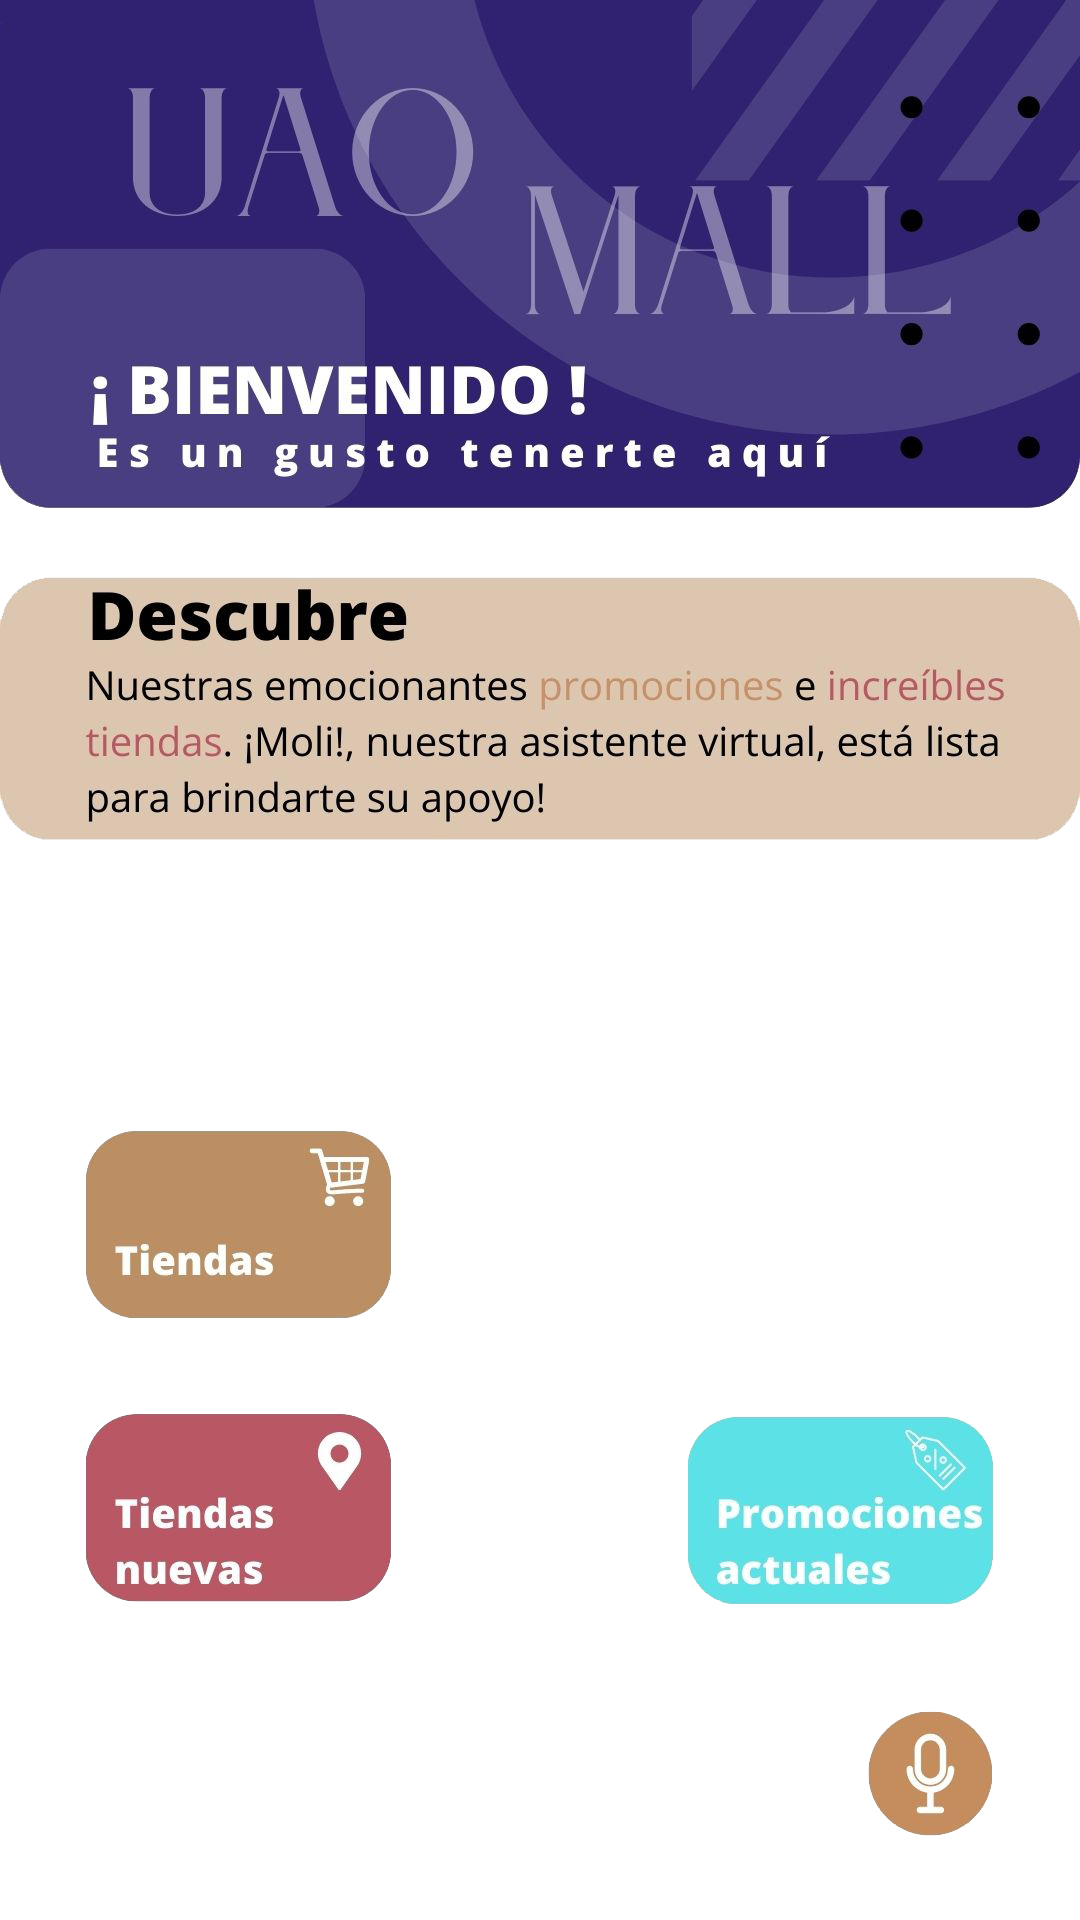 UAO
MALL
¡ BIENVENIDO !
Es un gusto tenerte aquí
Descubre
Nuestras emocionantes promociones e increíbles
tiendas. ¡Moli!, nuestra asistente virtual, está lista
para brindarte su apoyo!
Tiendas
Tiendas
nuevas
Promociones
actuales